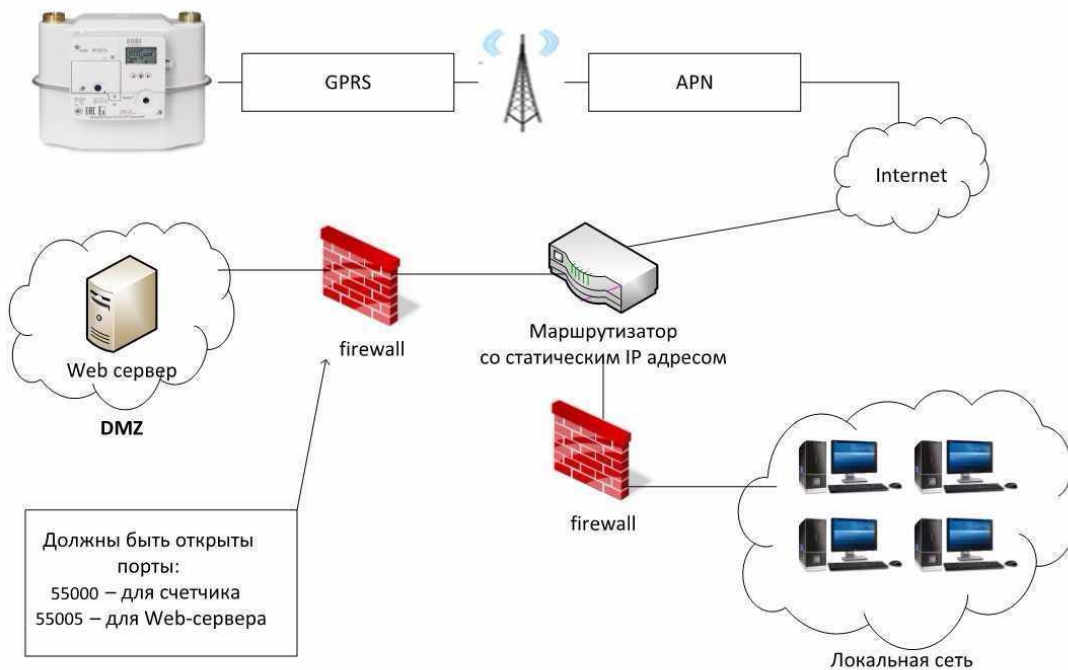 GPRS
APN
Internet
Web сервер
DMZ
firewall
Маршрутизатор
со статическим IP адресом
firewall
Должны быть открыты
порты:
55000 – для счетчика
55005 – для Web-сервера
Локальная сеть